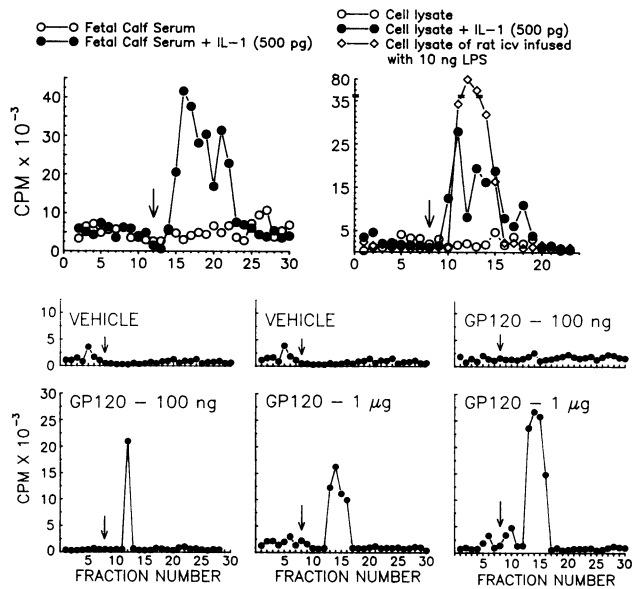 Fetal Calf Serum
Fetal Calf Serum + IL-1 (500 pg)
Cell lysate
Cell lysate + IL-1 (500 pg)
Cell lysate of rat icv infused
with 10 ng LPS
CPM x 10⁻³
40
30
20
10
0
0 5 10 15 20 25 30
80
35
25
15
5
0 5 10 15 20
10
5
0
VEHICLE
VEHICLE
GP120 – 100 ng
CPM x 10⁻³
30
25
20
15
10
5
0
GP120 – 100 ng
GP120 – 1 μg
GP120 – 1 μg
5 10 15 20 25 30
5 10 15 20 25 30
5 10 15 20 25 30
FRACTION NUMBER
FRACTION NUMBER
FRACTION NUMBER